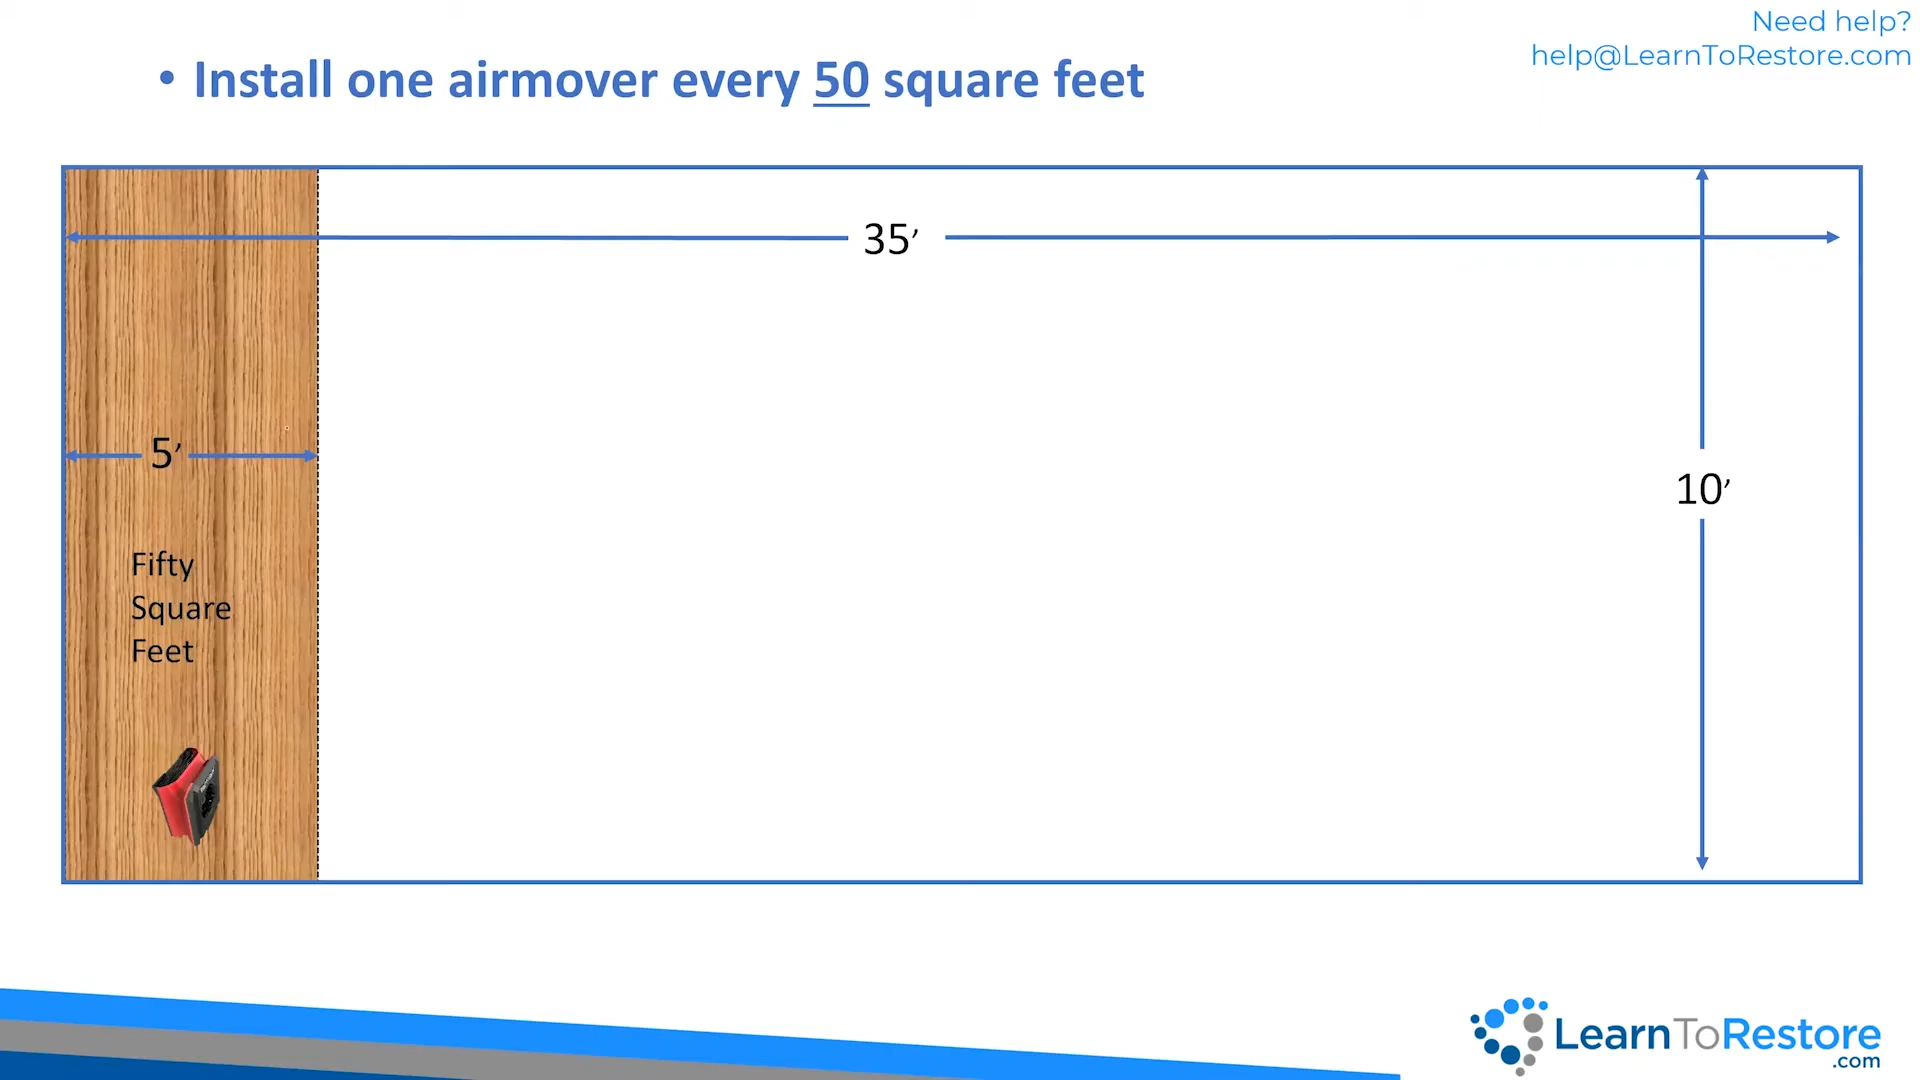 Need help?
help@LearnToRestore.com
• Install one airmover every 50 square feet
35’
5’
10’
Fifty
Square
Feet
LearnToRestore
.com